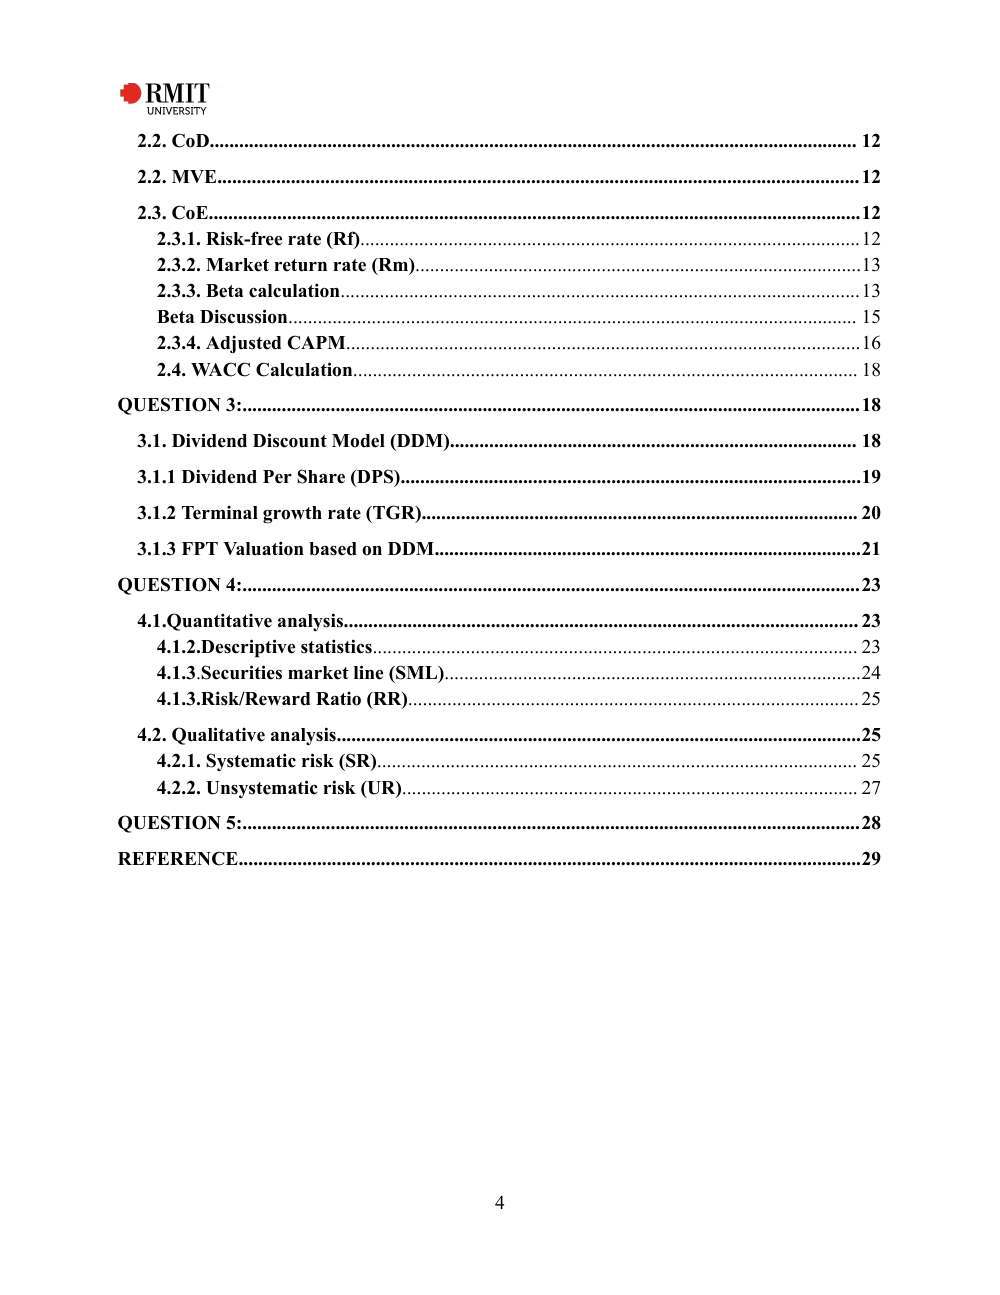 RMIT
UNIVERSITY
2.2. CoD.................................................................................................................................... 12
2.2. MVE...................................................................................................................................12
2.3. CoE.....................................................................................................................................12
2.3.1. Risk-free rate (Rf)......................................................................................................12
2.3.2. Market return rate (Rm)...........................................................................................13
2.3.3. Beta calculation..........................................................................................................13
Beta Discussion.................................................................................................................... 15
2.3.4. Adjusted CAPM.........................................................................................................16
2.4. WACC Calculation....................................................................................................... 18
QUESTION 3:..............................................................................................................................18
3.1. Dividend Discount Model (DDM)................................................................................... 18
3.1.1 Dividend Per Share (DPS)..............................................................................................19
3.1.2 Terminal growth rate (TGR)......................................................................................... 20
3.1.3 FPT Valuation based on DDM.......................................................................................21
QUESTION 4:..............................................................................................................................23
4.1.Quantitative analysis......................................................................................................... 23
4.1.2.Descriptive statistics................................................................................................... 23
4.1.3.Securities market line (SML).....................................................................................24
4.1.3.Risk/Reward Ratio (RR)............................................................................................ 25
4.2. Qualitative analysis...........................................................................................................25
4.2.1. Systematic risk (SR).................................................................................................. 25
4.2.2. Unsystematic risk (UR)............................................................................................. 27
QUESTION 5:..............................................................................................................................28
REFERENCE...............................................................................................................................29
4